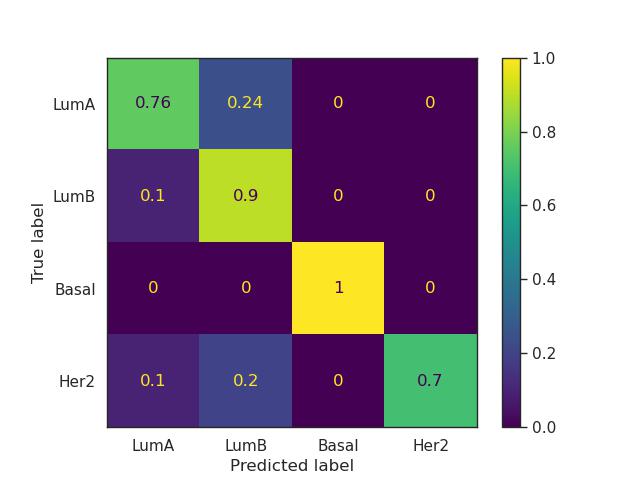 LumA 0.76 0.24 0 0
LumB 0.1 0.9 0 0
Basal 0 0 1 0
Her2 0.1 0.2 0 0.7
LumA LumB Basal Her2
Predicted label
True label
1.0
0.8
0.6
0.4
0.2
0.0